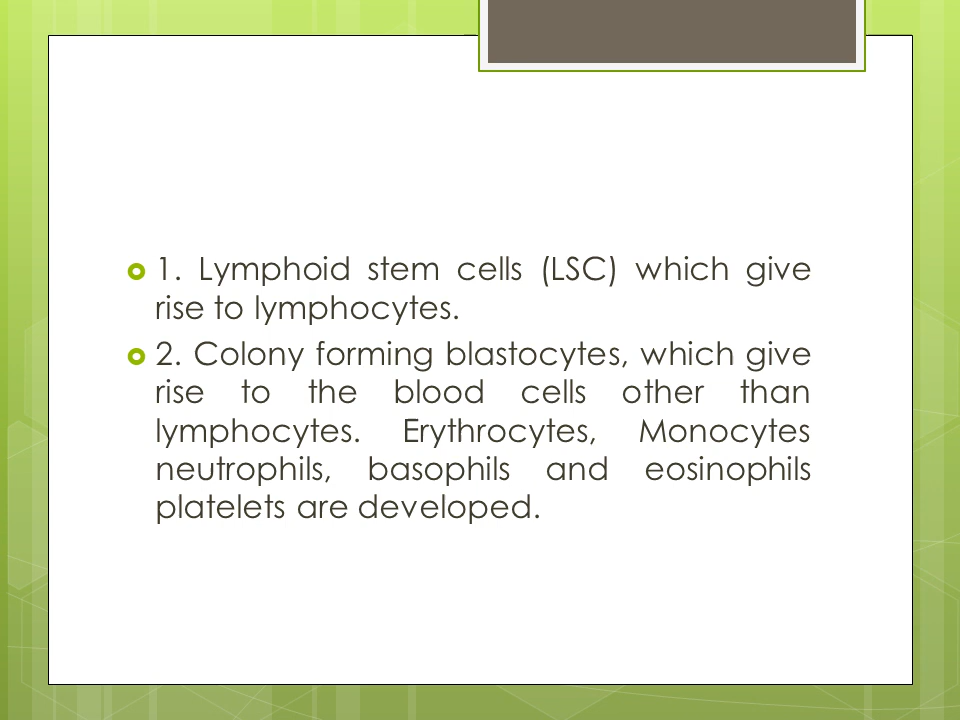 1. Lymphoid stem cells (LSC) which give
rise to lymphocytes.
2. Colony forming blastocytes, which give
rise to the blood cells other than
lymphocytes. Erythrocytes, Monocytes
neutrophils, basophils and eosinophils
platelets are developed.